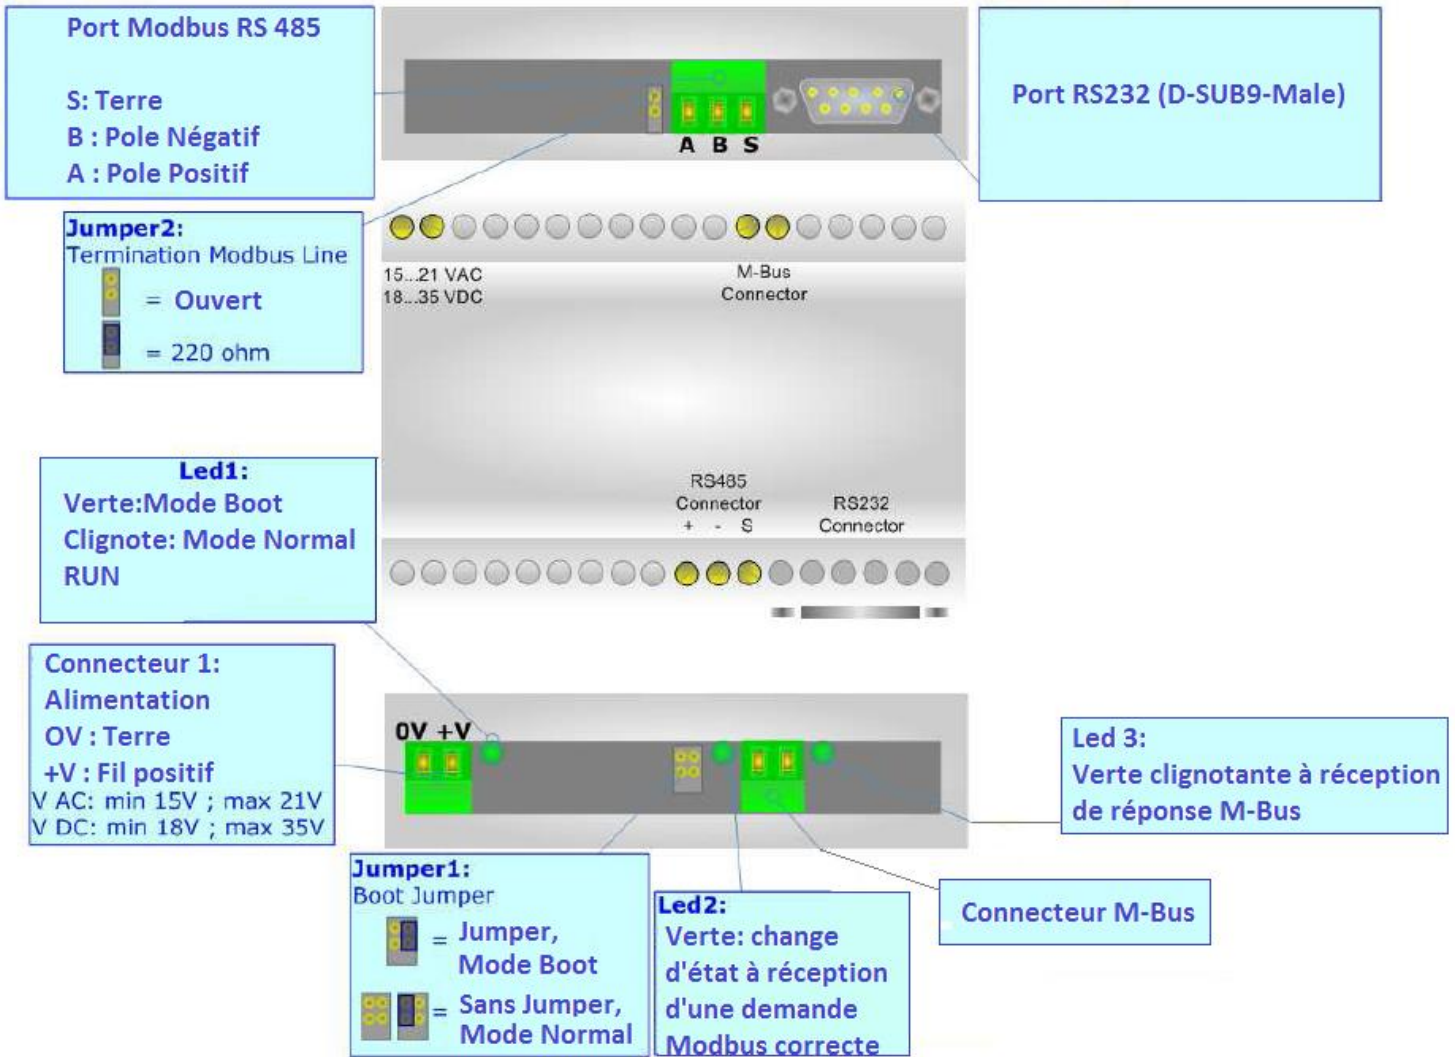 Port Modbus RS 485
S: Terre
B : Pole Négatif
A : Pole Positif
A B S
Port RS232 (D-SUB9-Male)
Jumper2:
Termination Modbus Line
= Ouvert
= 220 ohm
15...21 VAC
18...35 VDC
M-Bus
Connector
Led1:
Verte:Mode Boot
Clignote: Mode Normal
RUN
RS485
Connector
+ - S
RS232
Connector
Connecteur 1:
Alimentation
OV : Terre
+V : Fil positif
V AC: min 15V ; max 21V
V DC: min 18V ; max 35V
0V +V
Led 3:
Verte clignotante à réception
de réponse M-Bus
Jumper1:
Boot Jumper
= Jumper,
Mode Boot
= Sans Jumper,
Mode Normal
Led2:
Verte: change
d'état à réception
d'une demande
Modbus correcte
Connecteur M-Bus